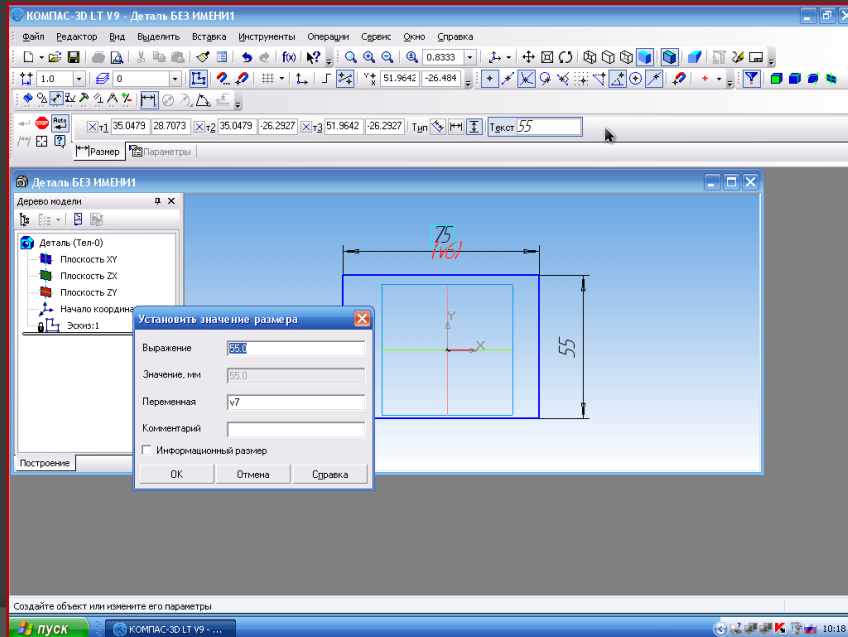 КОМПАС-3D LT V9 - Деталь БЕЗ ИМЕНИ1
Файл Редактор Вид Выделить Вставка Инструменты Операции Сервис Окно Справка
f(x) 0.8333
1.0 0 51.9642 -26.484
Auto
STOP т1 35.0479 28.7073 т2 35.0479 -26.2927 т3 51.9642 -26.2927 Тип Текст 55
Размер Параметры
Деталь БЕЗ ИМЕНИ1
Дерево модели
Деталь (Тел-0)
Плоскость XY
Плоскость ZX
Плоскость ZY
Начало координа
Эскиз:1
Построение
75
(v6)
Y
X
55
Установить значение размера
Выражение 55.0
Значение, мм 55.0
Переменная v7
Комментарий
Информационный размер
OK Отмена Справка
Создайте объект или измените его параметры
пуск КОМПАС-3D LT V9 - ... 10:18